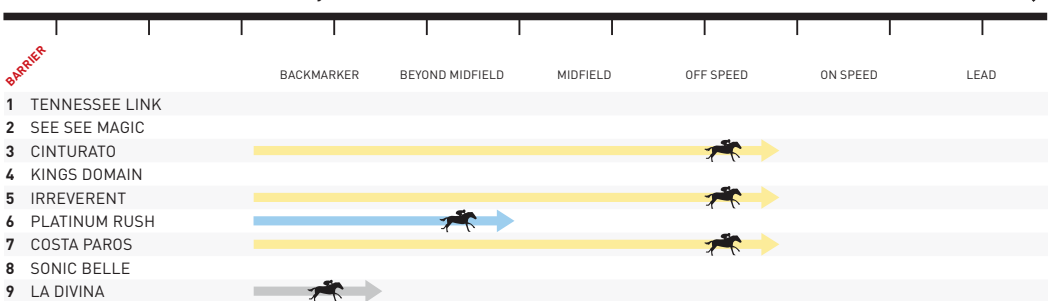 BARRIER
BACKMARKER BEYOND MIDFIELD MIDFIELD OFF SPEED ON SPEED LEAD
1 TENNESSEE LINK
2 SEE SEE MAGIC
3 CINTURATO
4 KINGS DOMAIN
5 IRREVERENT
6 PLATINUM RUSH
7 COSTA PAROS
8 SONIC BELLE
9 LA DIVINA